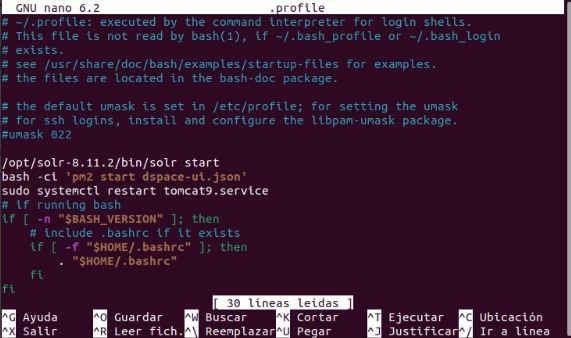 GNU nano 6.2 .profile
# ~/.profile: executed by the command interpreter for login shells.
# This file is not read by bash(1), if ~/.bash_profile or ~/.bash_login
# exists.
# see /usr/share/doc/bash/examples/startup-files for examples.
# the files are located in the bash-doc package.
# the default umask is set in /etc/profile; for setting the umask
# for ssh logins, install and configure the libpam-umask package.
#umask 022
/opt/solr-8.11.2/bin/solr start
bash -ci 'pm2 start dspace-ui.json'
sudo systemctl restart tomcat9.service
# if running bash
if [ -n "$BASH_VERSION" ]; then
    # include .bashrc if it exists
    if [ -f "$HOME/.bashrc" ]; then
        . "$HOME/.bashrc"
    fi
fi
[ 30 líneas leídas ]
^G Ayuda ^O Guardar ^W Buscar ^K Cortar ^T Ejecutar ^C Ubicación
^X Salir ^R Leer fich. ^\ Reemplazar ^U Pegar ^J Justificar ^/ Ir a línea